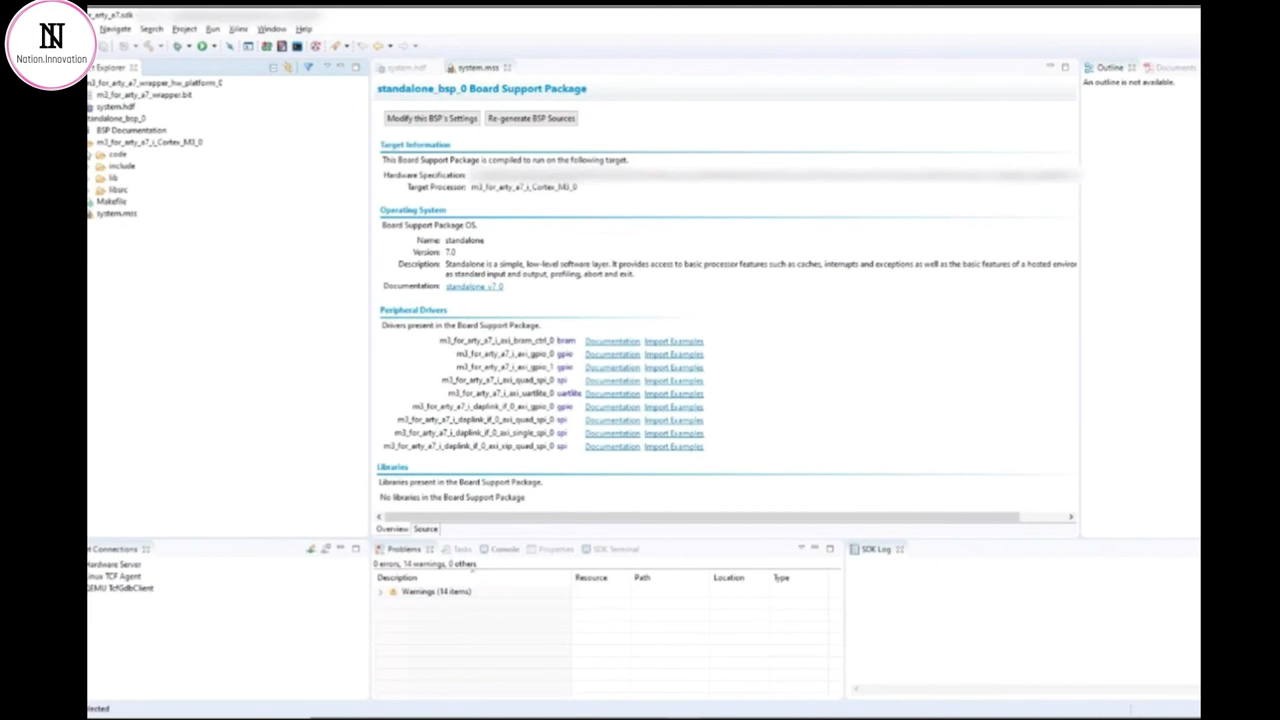 NI
Nation.Innovation
_arty_a7.sdk
Navigate Search Project Run Xilinx Window Help
Explorer
m3_for_arty_a7_wrapper_hw_platform_0
m3_for_arty_a7_wrapper.bit
system.hdf
standalone_bsp_0
BSP Documentation
m3_for_arty_a7_i_Cortex_M3_0
code
include
lib
libsrc
Makefile
system.mss
system.hdf system.mss
standalone_bsp_0 Board Support Package
Modify this BSP's Settings Re-generate BSP Sources
Target Information
This Board Support Package is compiled to run on the following target.
Hardware Specification:
Target Processor: m3_for_arty_a7_i_Cortex_M3_0
Operating System
Board Support Package OS.
Name: standalone
Version: 7.0
Description: Standalone is a simple, low-level software layer. It provides access to basic processor features such as caches, interrupts and exceptions as well as the basic features of a hosted enviror
as standard input and output, profiling, abort and exit.
Documentation: standalone_v7_0
Peripheral Drivers
Drivers present in the Board Support Package.
m3_for_arty_a7_i_axi_bram_ctrl_0 bram Documentation Import Examples
m3_for_arty_a7_i_axi_gpio_0 gpio Documentation Import Examples
m3_for_arty_a7_i_axi_gpio_1 gpio Documentation Import Examples
m3_for_arty_a7_i_axi_quad_spi_0 spi Documentation Import Examples
m3_for_arty_a7_i_axi_uartlite_0 uartlite Documentation Import Examples
m3_for_arty_a7_i_daplink_if_0_axi_gpio_0 gpio Documentation Import Examples
m3_for_arty_a7_i_daplink_if_0_axi_quad_spi_0 spi Documentation Import Examples
m3_for_arty_a7_i_daplink_if_0_axi_single_spi_0 spi Documentation Import Examples
m3_for_arty_a7_i_daplink_if_0_axi_xip_quad_spi_0 spi Documentation Import Examples
Libraries
Libraries present in the Board Support Package.
No libraries in the Board Support Package
Overview Source
Outline Documents
An outline is not available.
t Connections
Hardware Server
Linux TCF Agent
QEMU TcfGdbClient
Problems Tasks Console Properties SDK Terminal
0 errors, 14 warnings, 0 others
Description Resource Path Location Type
Warnings (14 items)
SDK Log
elected